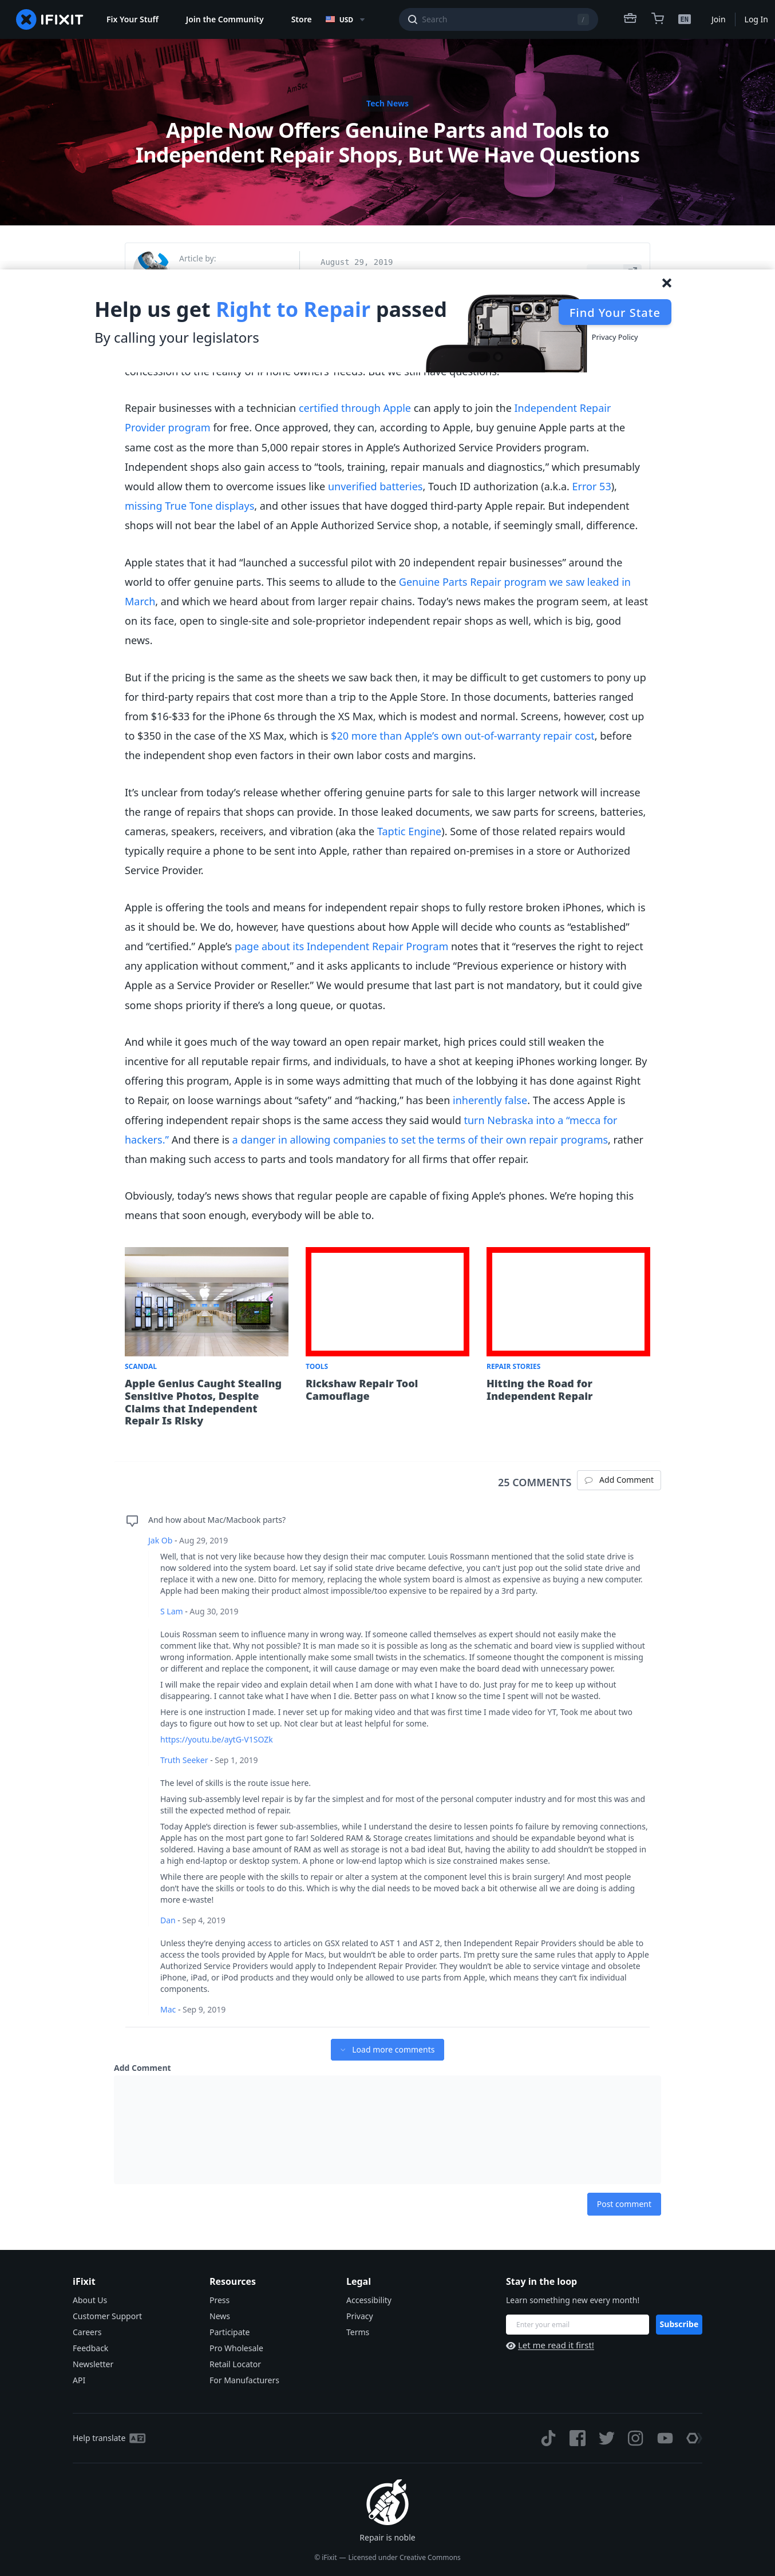 IFIXIT
Fix Your Stuff
Join the Community
Store
USD
Search
/
EN
Join
Log In
Tech News
Apple Now Offers Genuine Parts and Tools to
Independent Repair Shops, But We Have Questions
Article by:
August 29, 2019
Help us get Right to Repair passed
By calling your legislators
Find Your State
Privacy Policy
concession to the reality of iPhone owners’ needs. But we still have questions.
Repair businesses with a technician certified through Apple can apply to join the Independent Repair
Provider program for free. Once approved, they can, according to Apple, buy genuine Apple parts at the
same cost as the more than 5,000 repair stores in Apple’s Authorized Service Providers program.
Independent shops also gain access to “tools, training, repair manuals and diagnostics,” which presumably
would allow them to overcome issues like unverified batteries, Touch ID authorization (a.k.a. Error 53),
missing True Tone displays, and other issues that have dogged third-party Apple repair. But independent
shops will not bear the label of an Apple Authorized Service shop, a notable, if seemingly small, difference.
Apple states that it had “launched a successful pilot with 20 independent repair businesses” around the
world to offer genuine parts. This seems to allude to the Genuine Parts Repair program we saw leaked in
March, and which we heard about from larger repair chains. Today’s news makes the program seem, at least
on its face, open to single-site and sole-proprietor independent repair shops as well, which is big, good
news.
But if the pricing is the same as the sheets we saw back then, it may be difficult to get customers to pony up
for third-party repairs that cost more than a trip to the Apple Store. In those documents, batteries ranged
from $16-$33 for the iPhone 6s through the XS Max, which is modest and normal. Screens, however, cost up
to $350 in the case of the XS Max, which is $20 more than Apple’s own out-of-warranty repair cost, before
the independent shop even factors in their own labor costs and margins.
It’s unclear from today’s release whether offering genuine parts for sale to this larger network will increase
the range of repairs that shops can provide. In those leaked documents, we saw parts for screens, batteries,
cameras, speakers, receivers, and vibration (aka the Taptic Engine). Some of those related repairs would
typically require a phone to be sent into Apple, rather than repaired on-premises in a store or Authorized
Service Provider.
Apple is offering the tools and means for independent repair shops to fully restore broken iPhones, which is
as it should be. We do, however, have questions about how Apple will decide who counts as “established”
and “certified.” Apple’s page about its Independent Repair Program notes that it “reserves the right to reject
any application without comment,” and it asks applicants to include “Previous experience or history with
Apple as a Service Provider or Reseller.” We would presume that last part is not mandatory, but it could give
some shops priority if there’s a long queue, or quotas.
And while it goes much of the way toward an open repair market, high prices could still weaken the
incentive for all reputable repair firms, and individuals, to have a shot at keeping iPhones working longer. By
offering this program, Apple is in some ways admitting that much of the lobbying it has done against Right
to Repair, on loose warnings about “safety” and “hacking,” has been inherently false. The access Apple is
offering independent repair shops is the same access they said would turn Nebraska into a “mecca for
hackers.” And there is a danger in allowing companies to set the terms of their own repair programs, rather
than making such access to parts and tools mandatory for all firms that offer repair.
Obviously, today’s news shows that regular people are capable of fixing Apple’s phones. We’re hoping this
means that soon enough, everybody will be able to.
SCANDAL
Apple Genius Caught Stealing
Sensitive Photos, Despite
Claims that Independent
Repair Is Risky
TOOLS
Rickshaw Repair Tool
Camouflage
REPAIR STORIES
Hitting the Road for
Independent Repair
25 COMMENTS
Add Comment
And how about Mac/Macbook parts?
Jak Ob - Aug 29, 2019
Well, that is not very like because how they design their mac computer. Louis Rossmann mentioned that the solid state drive is
now soldered into the system board. Let say if solid state drive became defective, you can’t just pop out the solid state drive and
replace it with a new one. Ditto for memory, replacing the whole system board is almost as expensive as buying a new computer.
Apple had been making their product almost impossible/too expensive to be repaired by a 3rd party.
S Lam - Aug 30, 2019
Louis Rossman seem to influence many in wrong way. If someone called themselves as expert should not easily make the
comment like that. Why not possible? It is man made so it is possible as long as the schematic and board view is supplied without
wrong information. Apple intentionally make some small twists in the schematics. If someone thought the component is missing
or different and replace the component, it will cause damage or may even make the board dead with unnecessary power.
I will make the repair video and explain detail when I am done with what I have to do. Just pray for me to keep up without
disappearing. I cannot take what I have when I die. Better pass on what I know so the time I spent will not be wasted.
Here is one instruction I made. I never set up for making video and that was first time I made video for YT, Took me about two
days to figure out how to set up. Not clear but at least helpful for some.
https://youtu.be/aytG-V1SOZk
Truth Seeker - Sep 1, 2019
The level of skills is the route issue here.
Having sub-assembly level repair is by far the simplest and for most of the personal computer industry and for most this was and
still the expected method of repair.
Today Apple’s direction is fewer sub-assemblies, while I understand the desire to lessen points fo failure by removing connections,
Apple has on the most part gone to far! Soldered RAM & Storage creates limitations and should be expandable beyond what is
soldered. Having a base amount of RAM as well as storage is not a bad idea! But, having the ability to add shouldn’t be stopped in
a high end-laptop or desktop system. A phone or low-end laptop which is size constrained makes sense.
While there are people with the skills to repair or alter a system at the component level this is brain surgery! And most people
don’t have the skills or tools to do this. Which is why the dial needs to be moved back a bit otherwise all we are doing is adding
more e-waste!
Dan - Sep 4, 2019
Unless they’re denying access to articles on GSX related to AST 1 and AST 2, then Independent Repair Providers should be able to
access the tools provided by Apple for Macs, but wouldn’t be able to order parts. I’m pretty sure the same rules that apply to Apple
Authorized Service Providers would apply to Independent Repair Provider. They wouldn’t be able to service vintage and obsolete
iPhone, iPad, or iPod products and they would only be allowed to use parts from Apple, which means they can’t fix individual
components.
Mac - Sep 9, 2019
Load more comments
Add Comment
Post comment
iFixit
About Us
Customer Support
Careers
Feedback
Newsletter
API
Resources
Press
News
Participate
Pro Wholesale
Retail Locator
For Manufacturers
Legal
Accessibility
Privacy
Terms
Stay in the loop
Learn something new every month!
Enter your email
Subscribe
Let me read it first!
Help translate
Repair is noble
© iFixit — Licensed under Creative Commons